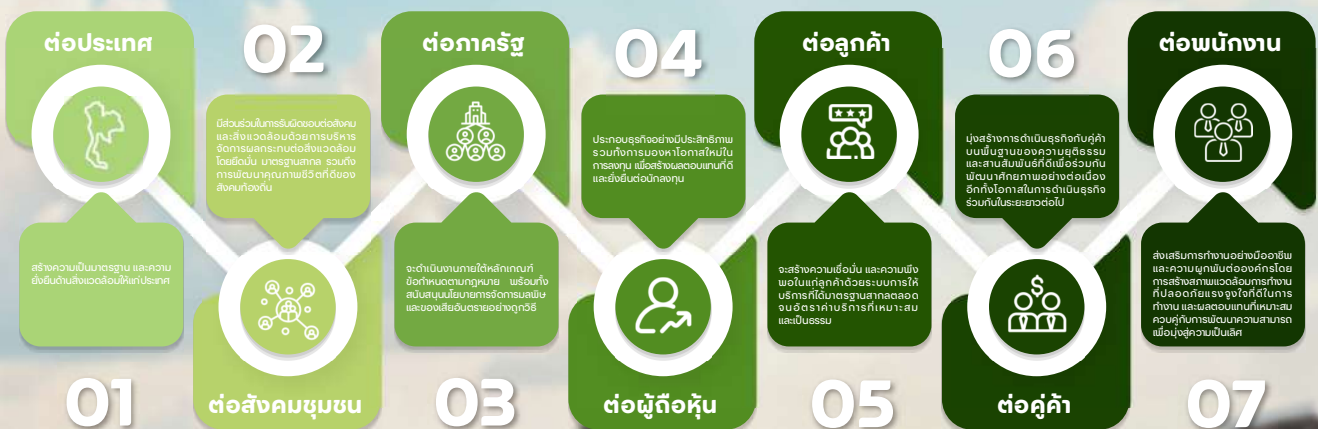 ต่อประเทศ
สร้างความเป็นมาตรฐาน และความ
ยั่งยืนด้านสิ่งแวดล้อมให้แก่ประเทศ
01
02
มีส่วนร่วมในการรับผิดชอบต่อสังคม
และสิ่งแวดล้อมด้วยการบริหาร
จัดการผลกระทบต่อสิ่งแวดล้อม
โดยยึดมั่น มาตรฐานสากล รวมถึง
การพัฒนาคุณภาพชีวิตที่ดีของ
สังคมท้องถิ่น
ต่อสังคมชุมชน
ต่อภาครัฐ
จะดำเนินงานภายใต้หลักเกณฑ์
ข้อกำหนดตามกฎหมาย พร้อมทั้ง
สนับสนุนนโยบายการจัดการมลพิษ
และของเสียอันตรายอย่างถูกวิธี
03
04
ประกอบธุรกิจอย่างมีประสิทธิภาพ
รวมทั้งการมองหาโอกาสใหม่ใน
การลงทุน เพื่อสร้างผลตอบแทนที่ดี
และยั่งยืนต่อนักลงทุน
ต่อผู้ถือหุ้น
ต่อลูกค้า
จะสร้างความเชื่อมั่น และความพึง
พอใจแก่ลูกค้าด้วยระบบการให้
บริการที่ได้มาตรฐานสากลตลอด
จนอัตราค่าบริการที่เหมาะสม
และเป็นธรรม
05
06
มุ่งสร้างการดำเนินธุรกิจกับคู่ค้า
บนพื้นฐานของความยุติธรรม
และสานสัมพันธ์ที่ดีเพื่อร่วมกัน
พัฒนาศักยภาพอย่างต่อเนื่อง
อีกทั้งโอกาสในการดำเนินธุรกิจ
ร่วมกันในระยะยาวต่อไป
ต่อคู่ค้า
ต่อพนักงาน
ส่งเสริมการทำงานอย่างมืออาชีพ
และความผูกพันต่อองค์กรโดย
การสร้างสภาพแวดล้อมการทำงาน
ที่ปลอดภัยแรงจูงใจที่ดีในการ
ทำงาน และผลตอบแทนที่เหมาะสม
ควบคู่กับการพัฒนาความสามารถ
เพื่อมุ่งสู่ความเป็นเลิศ
07